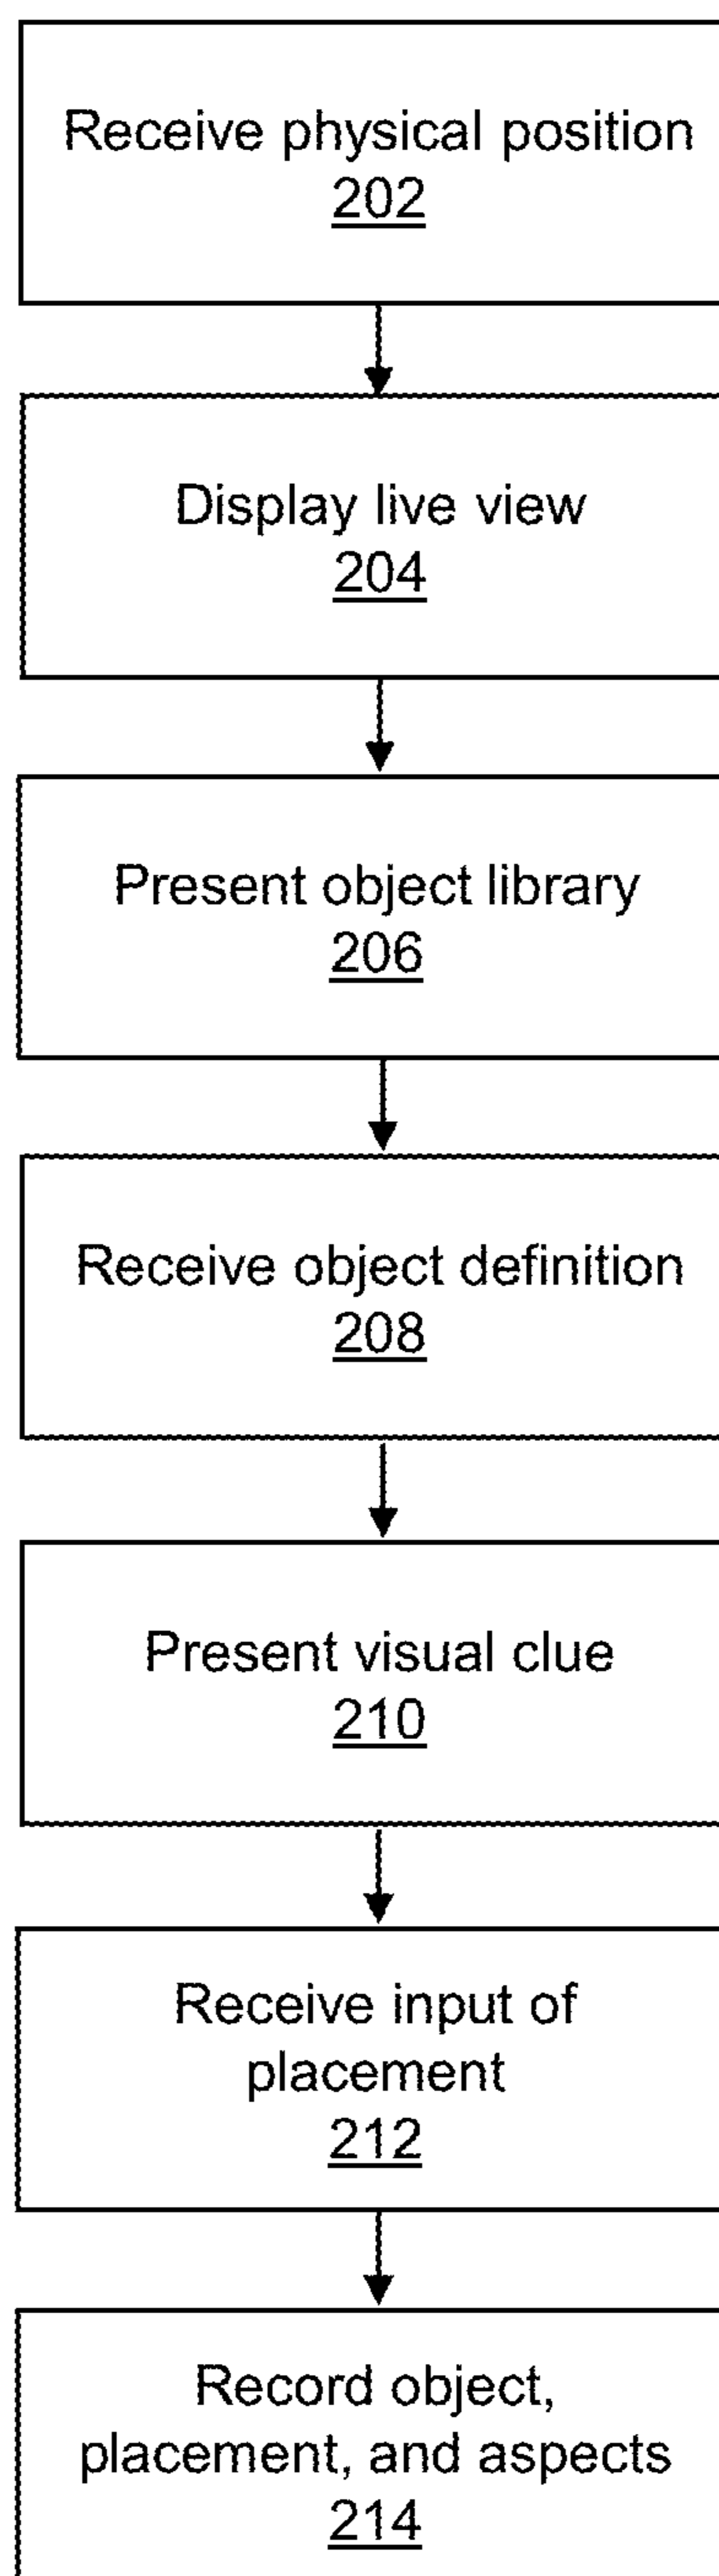 Receive physical position
202
Display live view
204
Present object library
206
Receive object definition
208
Present visual clue
210
Receive input of
placement
212
Record object,
placement, and aspects
214